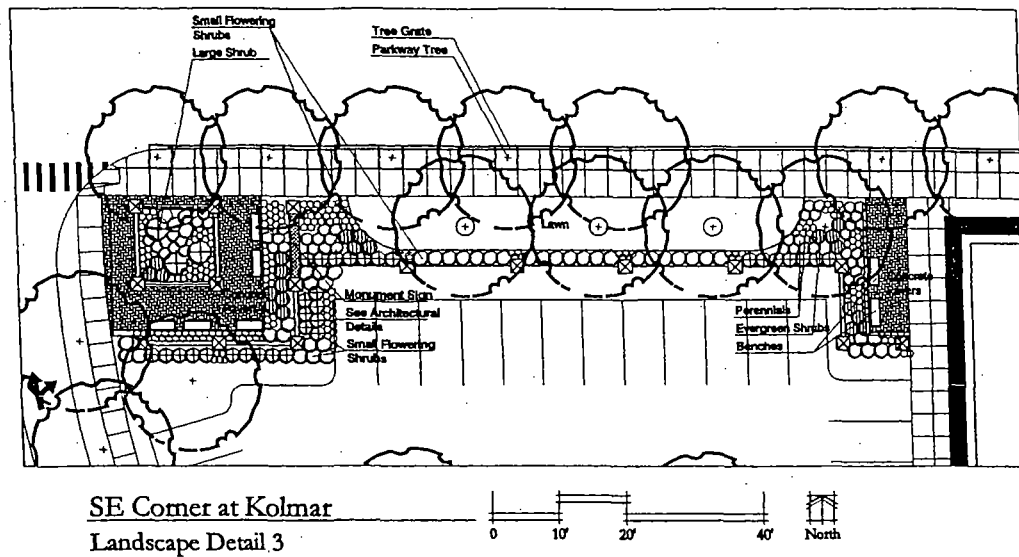 Small Flowering
Shrubs
Large Shrub
Tree Grate
Parkway Tree
Lawn
Monument Sign
See Architectural
Details
Small Flowering
Shrubs
Perennials
Evergreen Shrubs
Benches
SE Corner at Kolmar
Landscape Detail 3
0 10' 20' 40'
North